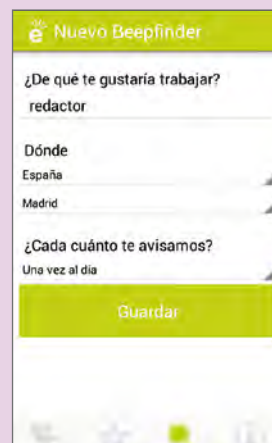 Nuevo Beepfinder
¿De qué te gustaría trabajar?
redactor
Dónde
España
Madrid
¿Cada cuánto te avisamos?
Una vez al día
Guardar